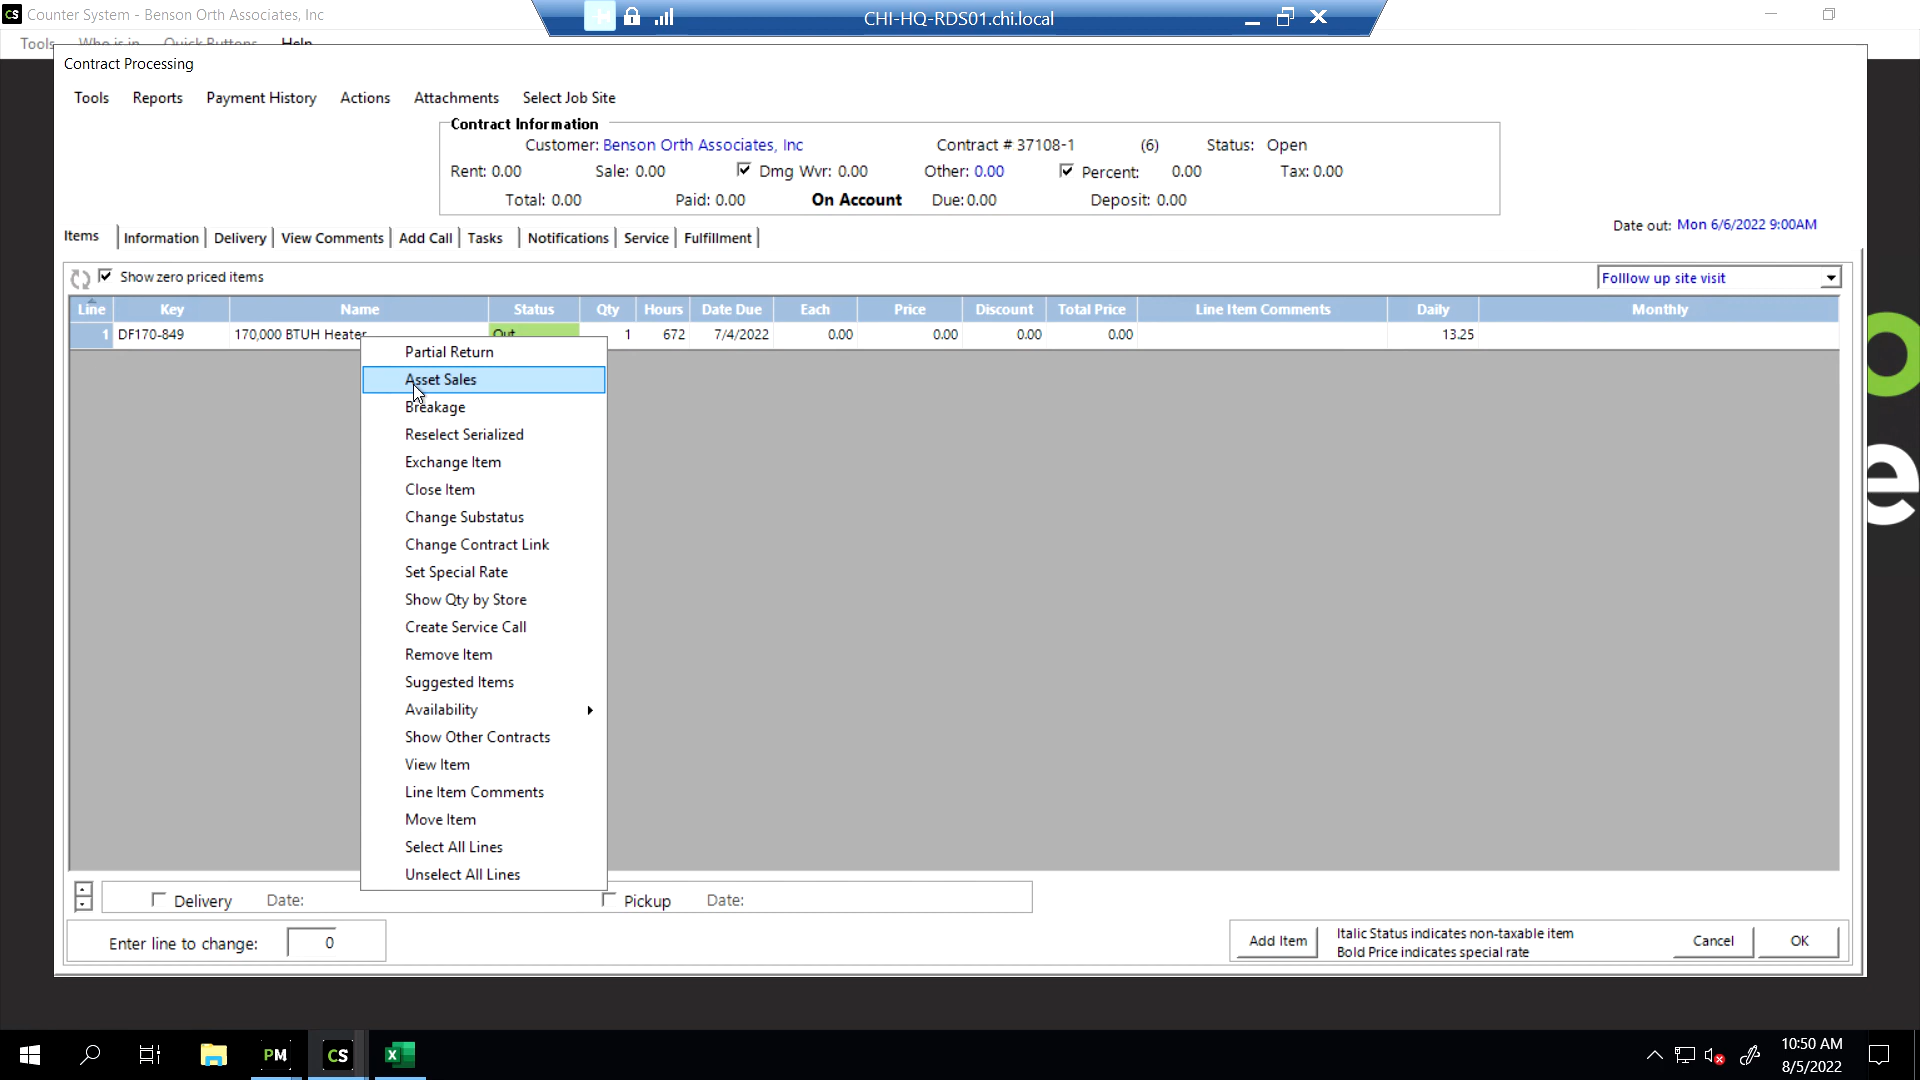 CS Counter System - Benson Orth Associates, Inc
CHI-HQ-RDS01.chi.local
Tools Who is in Quick Buttons Help
Contract Processing
Tools Reports Payment History Actions Attachments Select Job Site
Contract Information
Customer: Benson Orth Associates, Inc Contract # 37108-1 (6) Status: Open
Rent: 0.00 Sale: 0.00 Dmg Wvr: 0.00 Other: 0.00 Percent: 0.00 Tax: 0.00
Total: 0.00 Paid: 0.00 On Account Due: 0.00 Deposit: 0.00
Date out: Mon 6/6/2022 9:00AM
Items Information Delivery View Comments Add Call Tasks Notifications Service Fulfillment
Show zero priced items Folllow up site visit
Line Key Name Status Qty Hours Date Due Each Price Discount Total Price Line Item Comments Daily Monthly
1 DF170-849 170,000 BTUH Heater Out 1 672 7/4/2022 0.00 0.00 0.00 0.00 13.25
Partial Return
Asset Sales
Breakage
Reselect Serialized
Exchange Item
Close Item
Change Substatus
Change Contract Link
Set Special Rate
Show Qty by Store
Create Service Call
Remove Item
Suggested Items
Availability
Show Other Contracts
View Item
Line Item Comments
Move Item
Select All Lines
Unselect All Lines
Delivery Date: Pickup Date:
Enter line to change: 0
Add Item Italic Status indicates non-taxable item Cancel OK
Bold Price indicates special rate
o
e
PM CS X 10:50 AM
8/5/2022